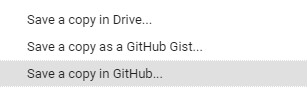 Save a copy in Drive...
Save a copy as a GitHub Gist...
Save a copy in GitHub...